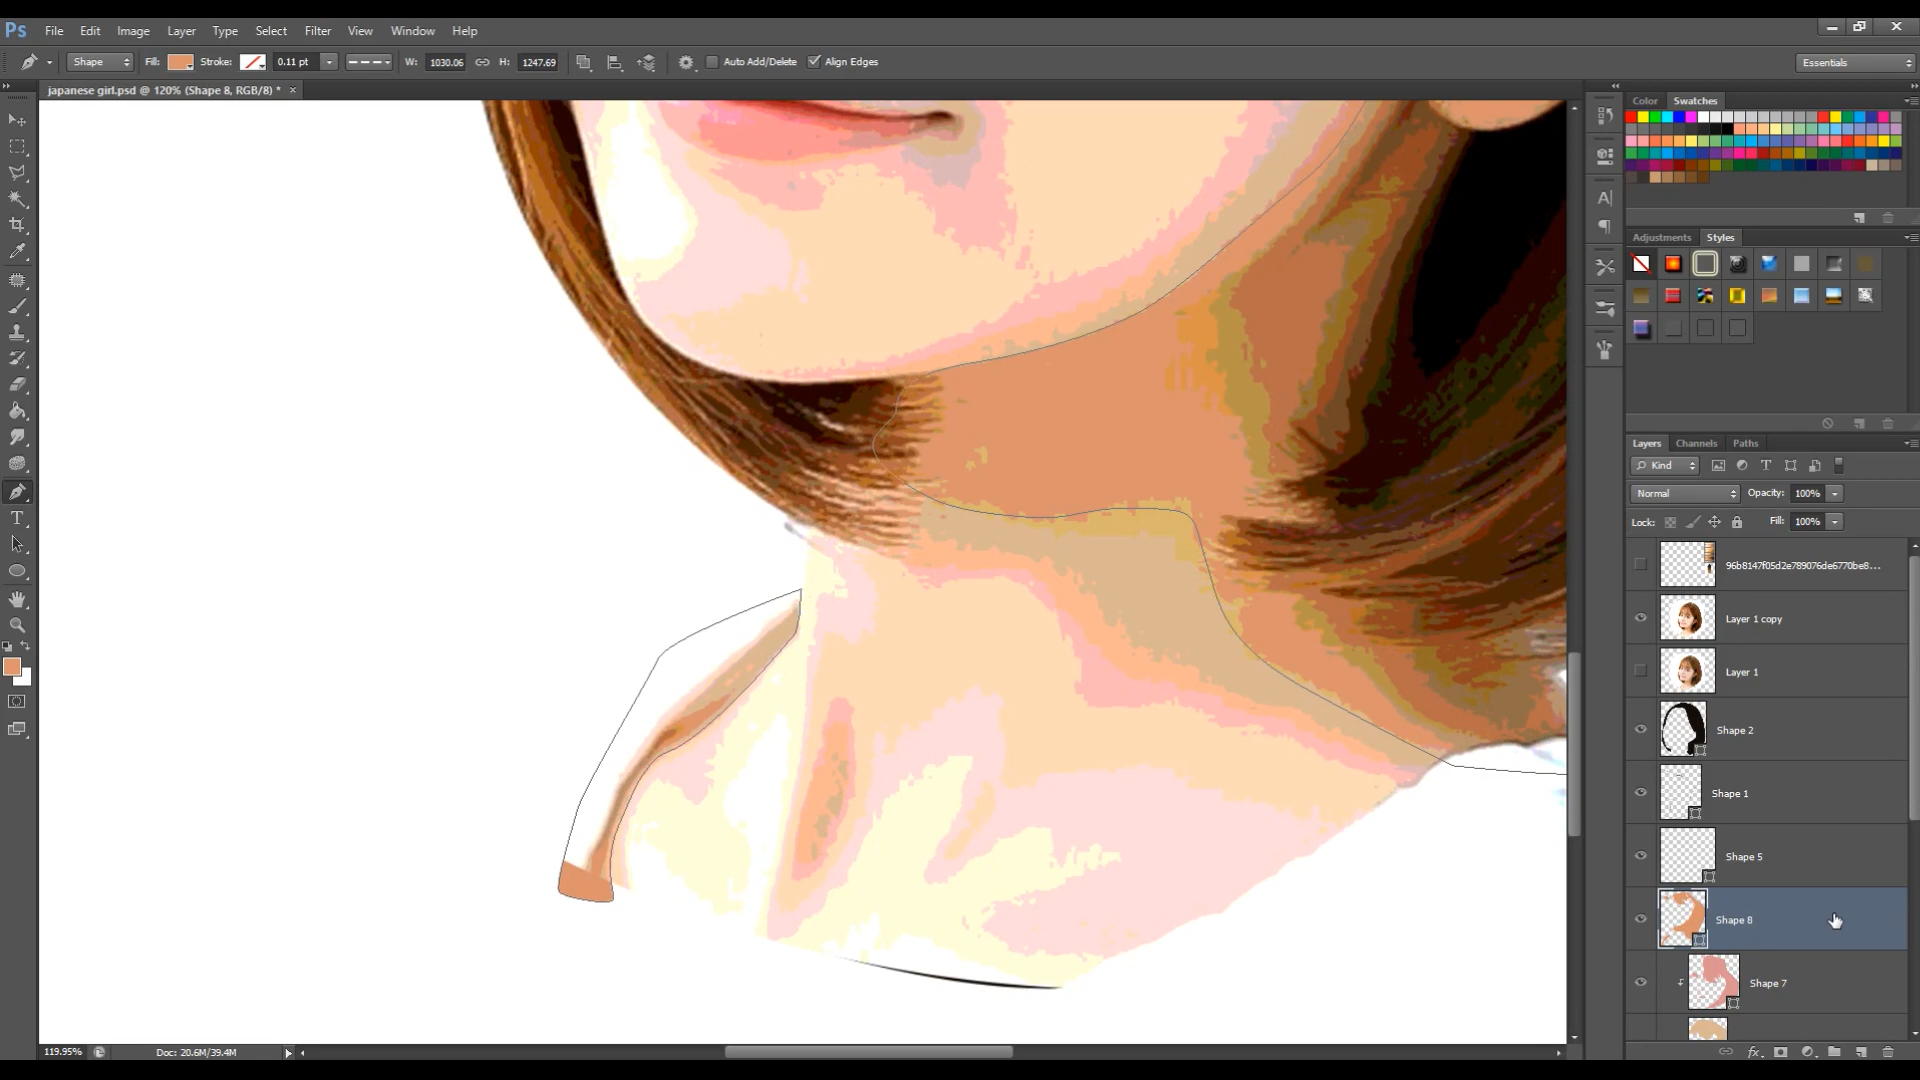 Ps File Edit Image Layer Type Select Filter View Window Help
Shape Fill: Stroke: 0.11 pt W: 1030.06 H: 1247.69 Auto Add/Delete Align Edges Essentials
japanese girl.psd @ 120% (Shape 8, RGB/8) * ×
Color Swatches
Adjustments Styles
Layers Channels Paths
Kind
Normal Opacity: 100%
Lock: Fill: 100%
96b8147f05d2e789076de6770be8...
Layer 1 copy
Layer 1
Shape 2
Shape 1
Shape 5
Shape 8
Shape 7
119.95% Doc: 20.6M/39.4M